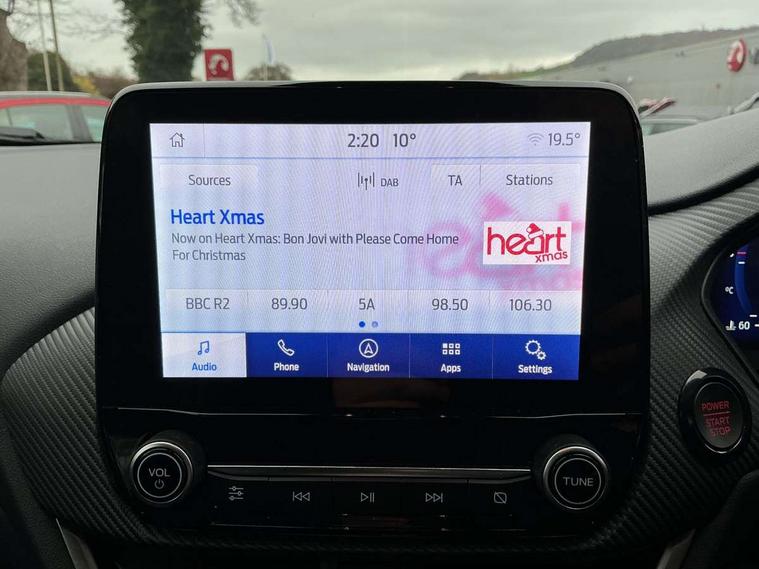 2:20 10° 19.5°
Sources DAB TA Stations
Heart Xmas
Now on Heart Xmas: Bon Jovi with Please Come Home
For Christmas
heart
xmas
BBC R2 89.90 5A 98.50 106.30
Audio Phone Navigation Apps Settings
°C
60
POWER
START
STOP
VOL
TUNE